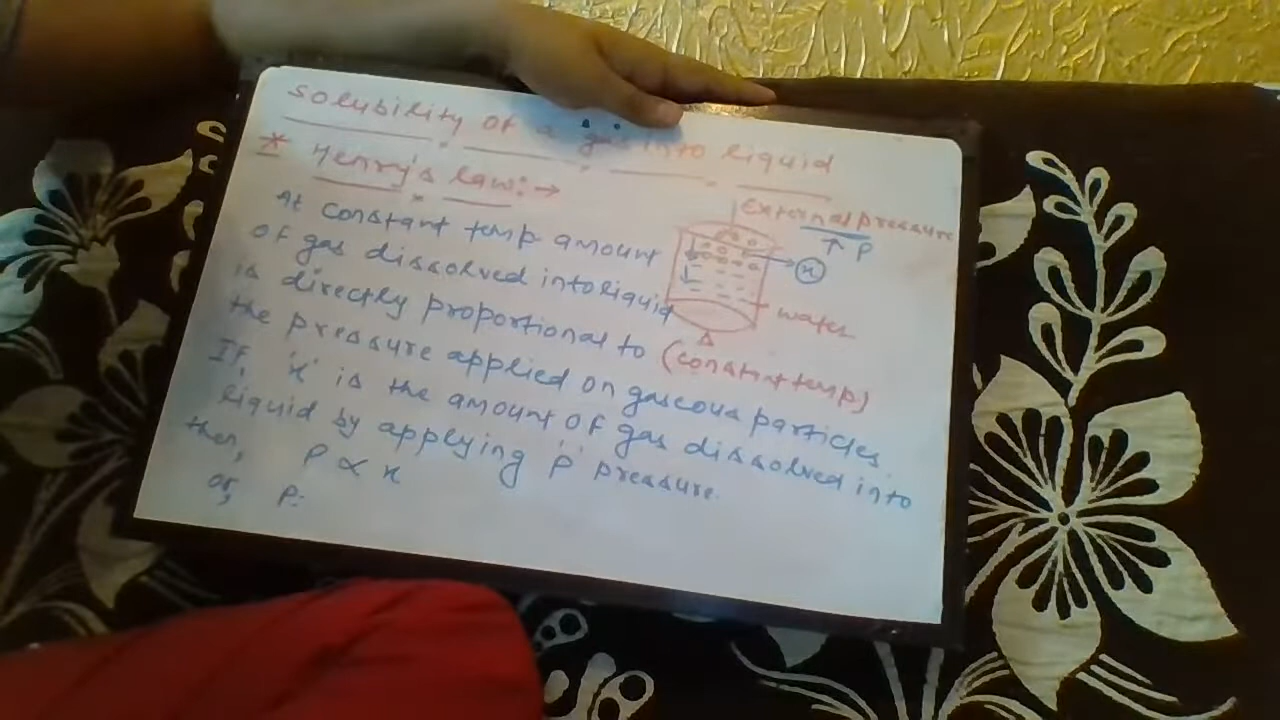 Solubility of a gas into liquid
* Henry's law:→
At constant temp. amount
of gas dissolved into liquid
is directly proportional to
the pressure applied on gaseous particles
If, 'x' is the amount of gas dissolved into
liquid by applying 'p' pressure.
then, P ∝ x
or, P=
External pressure
↑ P
x
water
Δ
(constant temp)